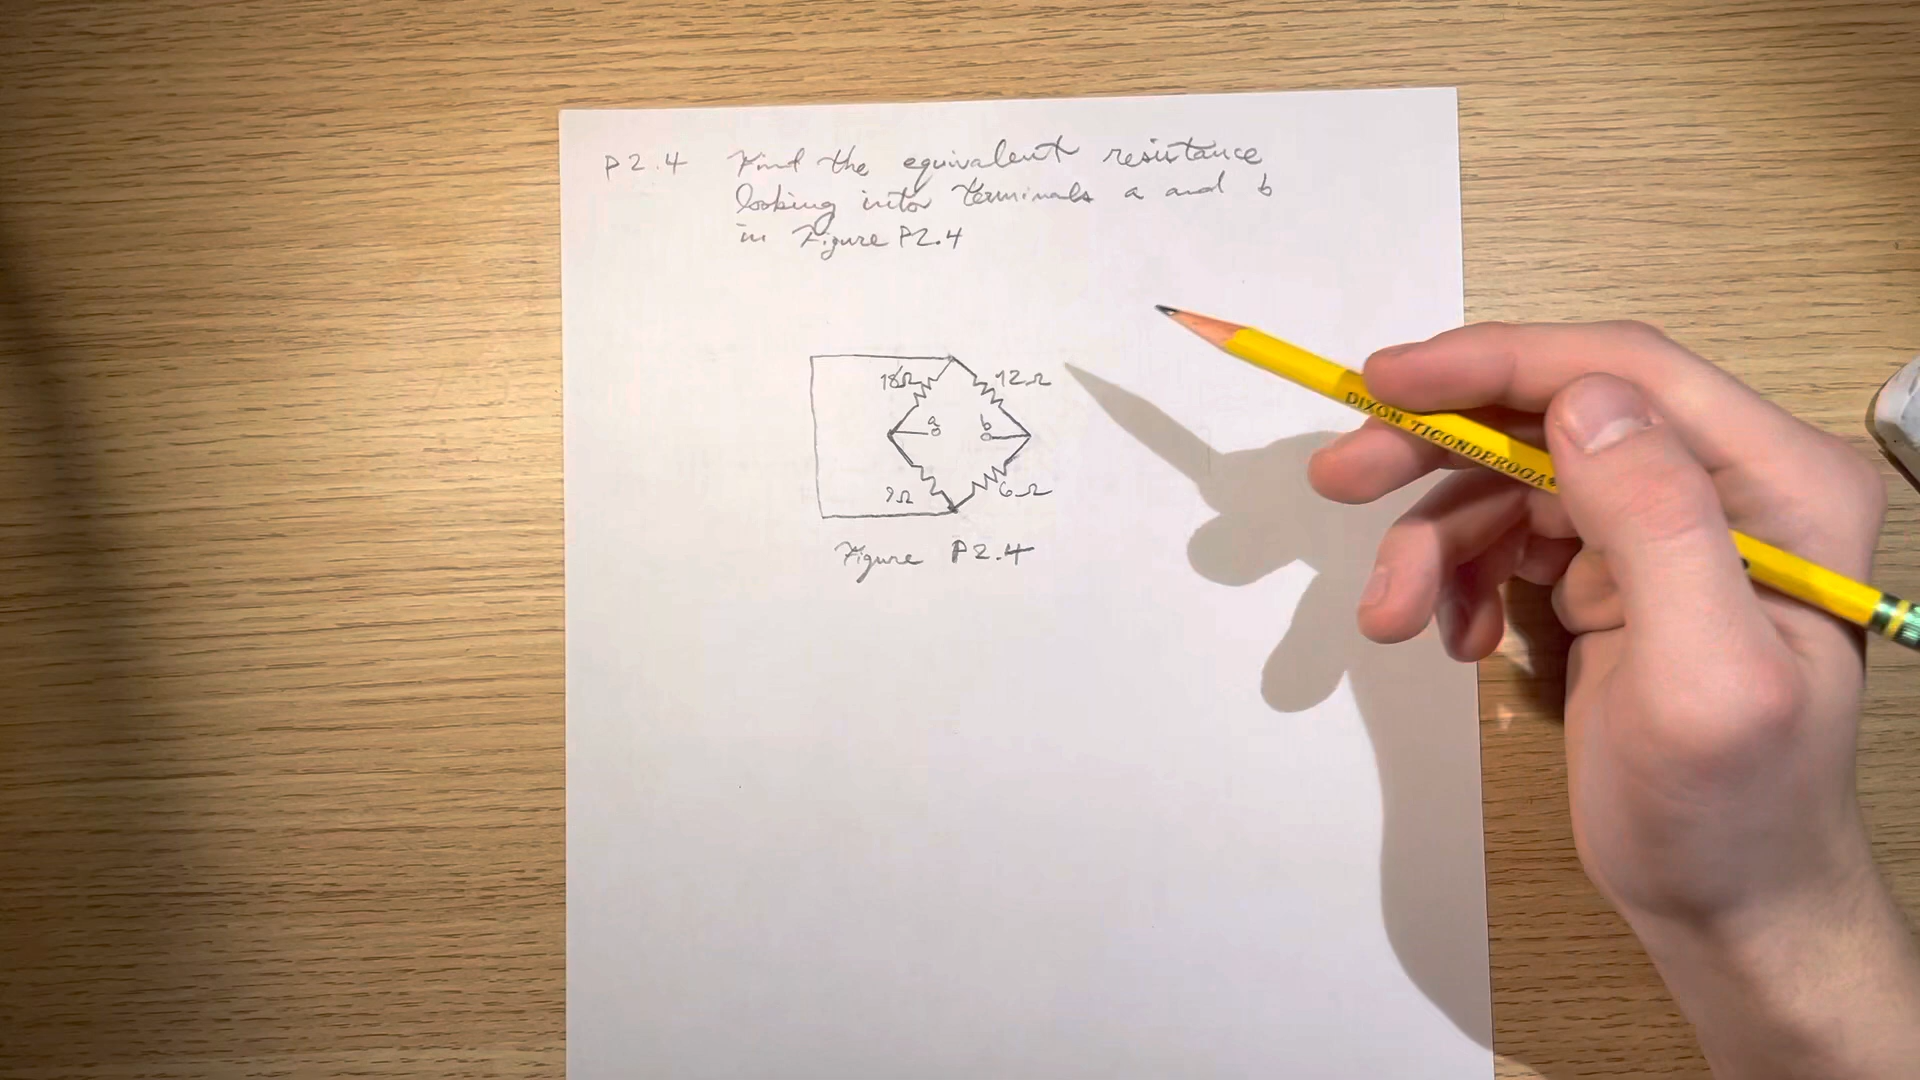 P2.4 Find the equivalent resistance
looking into terminals a and b
in Figure P2.4
18Ω
12Ω
a
b
9Ω
6Ω
Figure P2.4
DIXON TICONDEROGA®